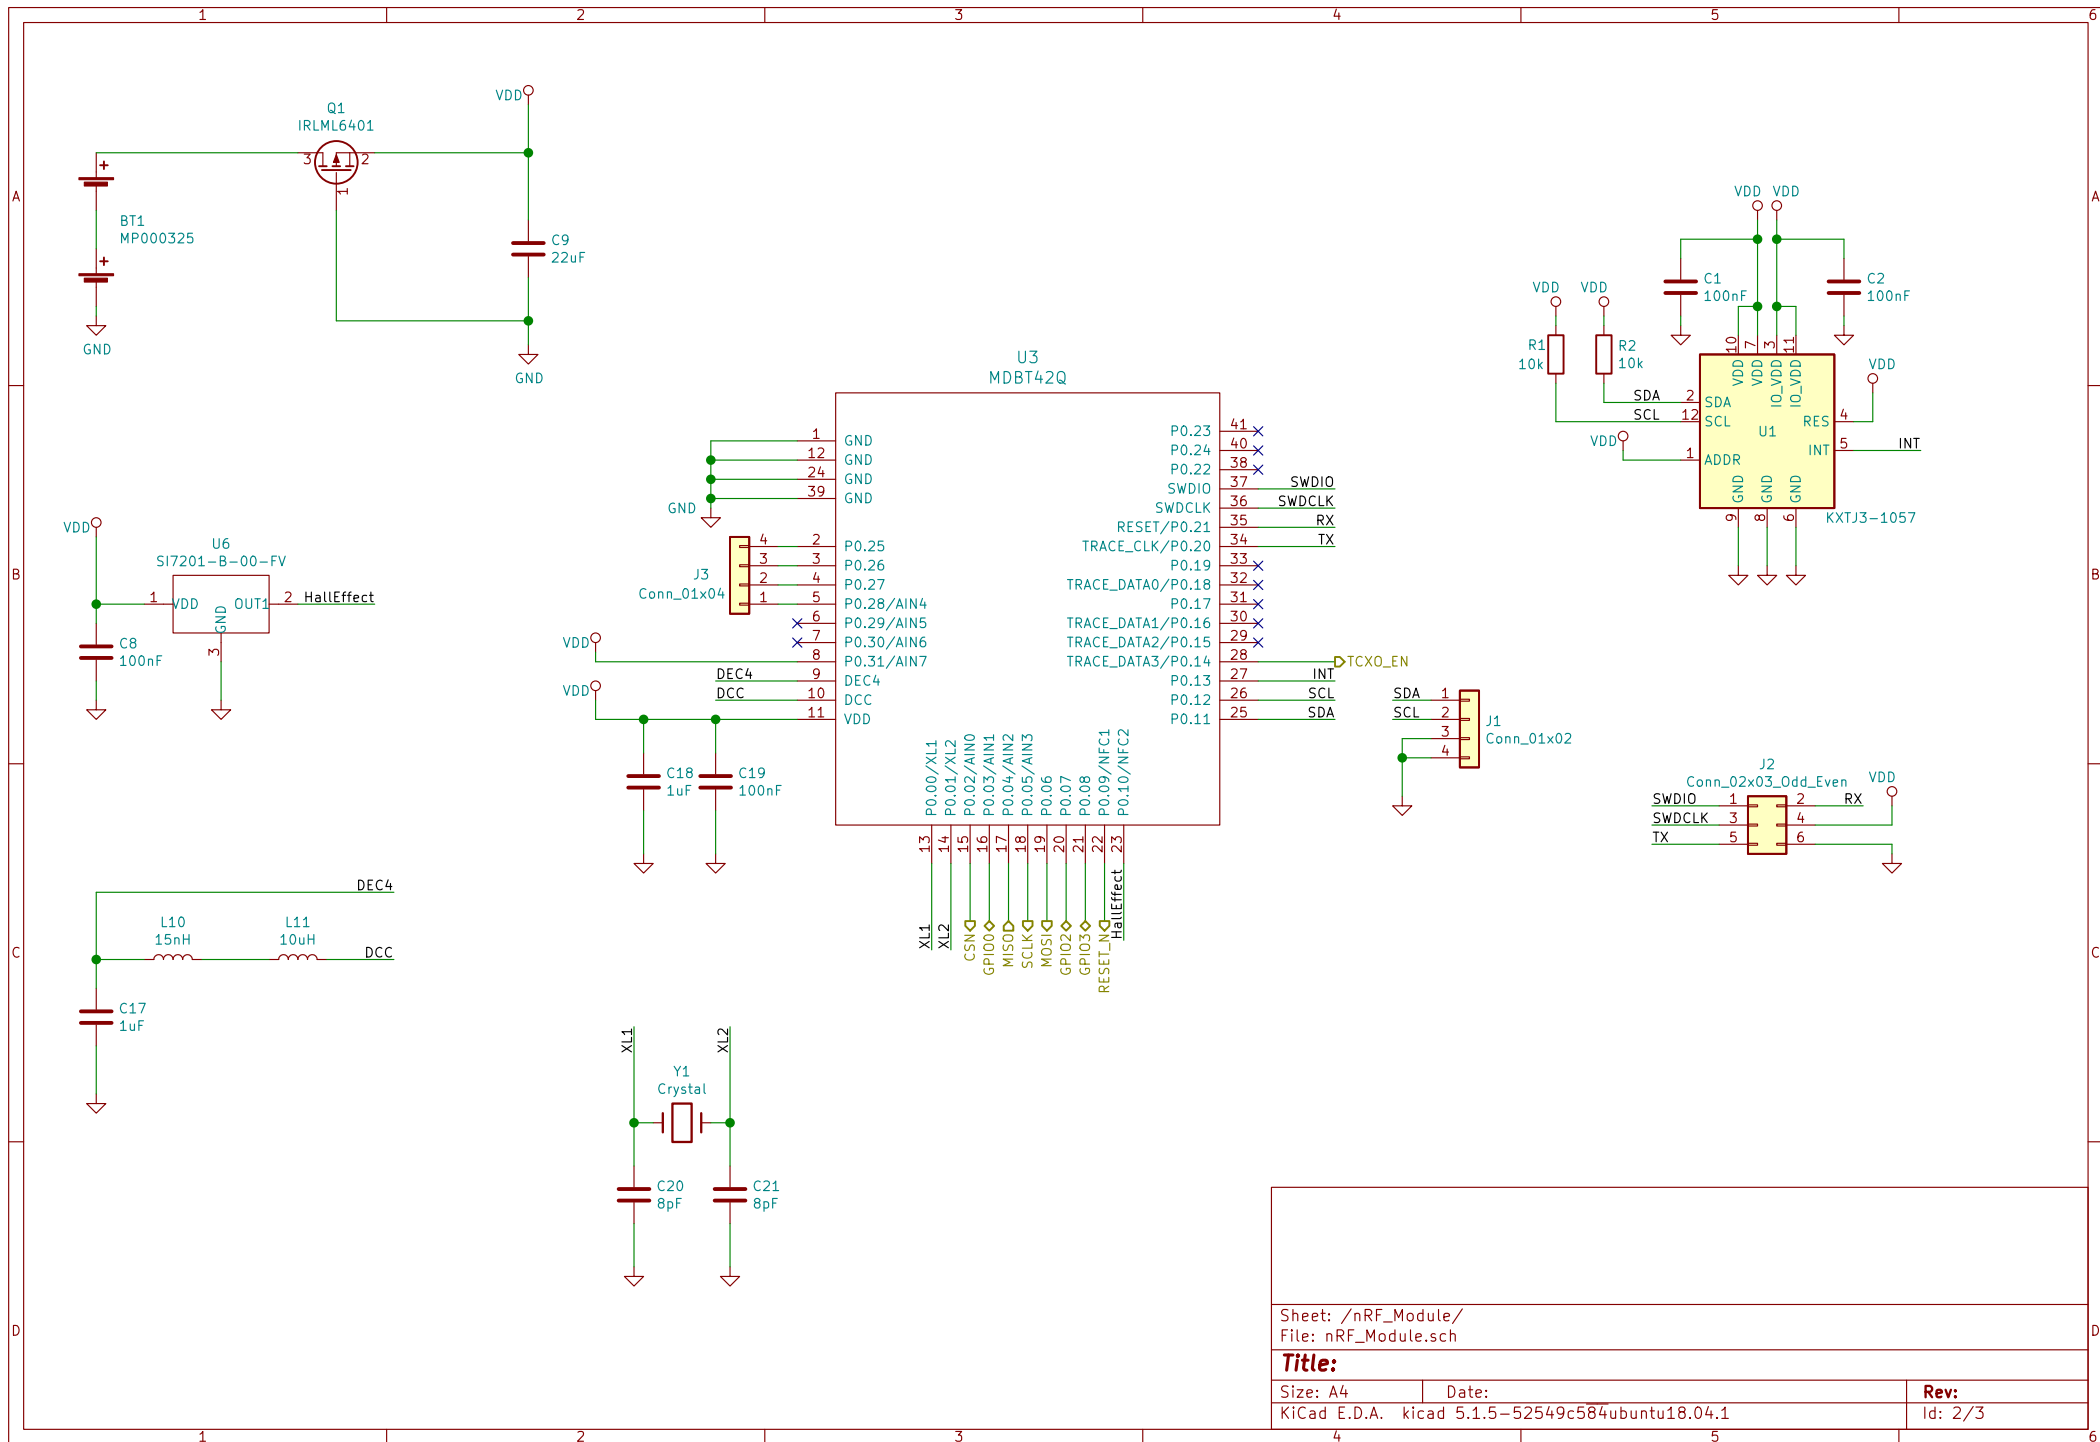 1 2 3 4 5 6
A
B
C
D
A
B
C
D
1 2 3 4 5 6
Q1
IRLML6401
3
2
1
VDD
+
BT1
MP000325
+
GND
C9
22uF
GND
VDD
U6
SI7201-B-00-FV
1
VDD
GND
OUT1
2
HallEffect
3
C8
100nF
DEC4
L10
15nH
L11
10uH
DCC
C17
1uF
U3
MDBT42Q
1 GND
12 GND
24 GND
39 GND
GND
2 P0.25
3 P0.26
4 P0.27
5 P0.28/AIN4
6 P0.29/AIN5
7 P0.30/AIN6
8 P0.31/AIN7
9 DEC4
10 DCC
11 VDD
J3
Conn_01x04
4
3
2
1
VDD
DEC4
DCC
VDD
C18
1uF
C19
100nF
P0.23 41
P0.24 40
P0.22 38
SWDIO 37 SWDIO
SWDCLK 36 SWDCLK
RESET/P0.21 35 RX
TRACE_CLK/P0.20 34 TX
P0.19 33
TRACE_DATA0/P0.18 32
P0.17 31
TRACE_DATA1/P0.16 30
TRACE_DATA2/P0.15 29
TRACE_DATA3/P0.14 28 TCXO_EN
P0.13 27 INT
P0.12 26 SCL
P0.11 25 SDA
P0.00/XL1 13 XL1
P0.01/XL2 14 XL2
P0.02/AIN0 15 CSN
P0.03/AIN1 16 GPIO0
P0.04/AIN2 17 MISO
P0.05/AIN3 18 SCLK
P0.06 19 MOSI
P0.07 20 GPIO2
P0.08 21 GPIO3
P0.09/NFC1 22 RESET_N
P0.10/NFC2 23 HallEffect
XL1
XL2
Y1
Crystal
C20
8pF
C21
8pF
SDA 1
SCL 2
3
4
J1
Conn_01x02
VDD VDD
C1
100nF
C2
100nF
VDD VDD
R1
10k
R2
10k
10 7 3 11
VDD VDD IO_VDD IO_VDD
SDA 2 SDA
SCL 12 SCL
VDD
1 ADDR
U1
RES 4
VDD
INT 5 INT
GND GND GND
9 8 6
KXTJ3-1057
J2
Conn_02x03_Odd_Even
VDD
SWDIO 1 2 RX
SWDCLK 3 4
TX 5 6
Sheet: /nRF_Module/
File: nRF_Module.sch
Title:
Size: A4 Date: Rev:
KiCad E.D.A. kicad 5.1.5-52549c584ubuntu18.04.1 Id: 2/3